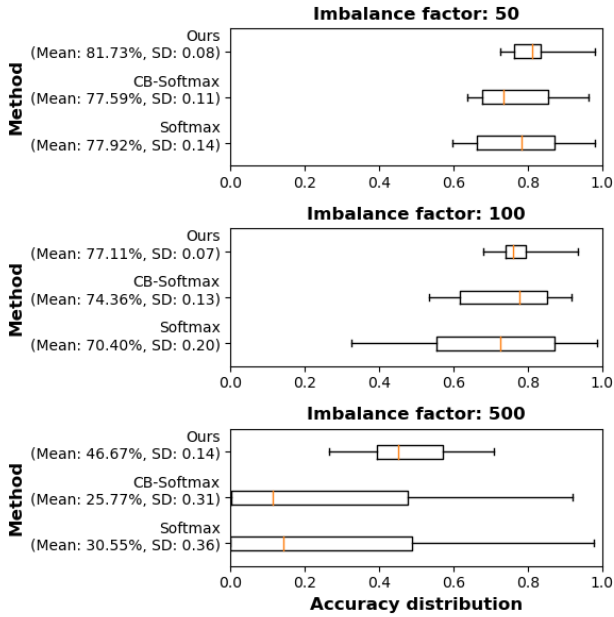 Imbalance factor: 50
Method
Ours
(Mean: 81.73%, SD: 0.08)
CB-Softmax
(Mean: 77.59%, SD: 0.11)
Softmax
(Mean: 77.92%, SD: 0.14)
0.0 0.2 0.4 0.6 0.8 1.0
Imbalance factor: 100
Method
Ours
(Mean: 77.11%, SD: 0.07)
CB-Softmax
(Mean: 74.36%, SD: 0.13)
Softmax
(Mean: 70.40%, SD: 0.20)
0.0 0.2 0.4 0.6 0.8 1.0
Imbalance factor: 500
Method
Ours
(Mean: 46.67%, SD: 0.14)
CB-Softmax
(Mean: 25.77%, SD: 0.31)
Softmax
(Mean: 30.55%, SD: 0.36)
0.0 0.2 0.4 0.6 0.8 1.0
Accuracy distribution